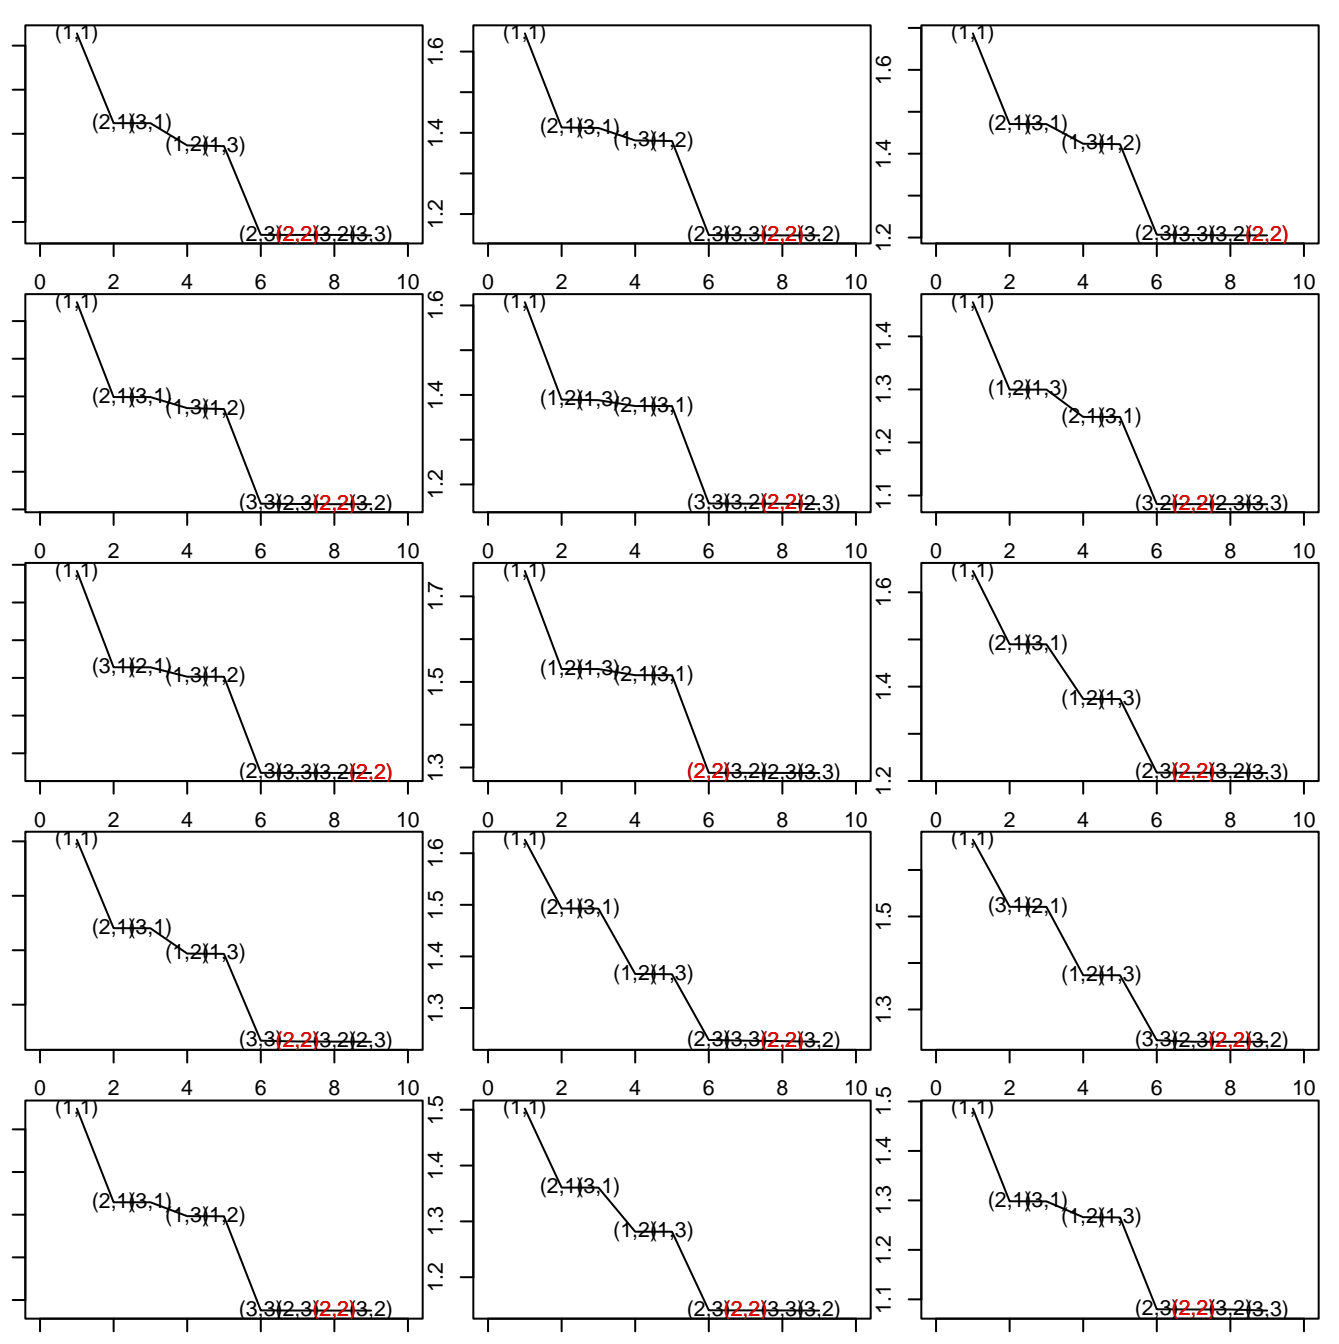 (1,1) (1,1) (1,1)
1.6 1.6
(2,1) (3,1) (2,1) (3,1) (2,1) (3,1)
(1,2) (1,3) 1.4 (1,3) (1,2) 1.4 (1,3) (1,2)
1.2 1.2
(2,3) (2,2) (3,2) (3,3) (2,3) (3,3) (2,2) (3,2) (2,3) (3,3) (3,2) (2,2)
0 2 4 6 8 10 0 2 4 6 8 10 0 2 4 6 8 10
(1,1) 1.6 (1,1) (1,1)
1.4
(2,1) (3,1) 1.4 (1,2) (1,3) 1.3 (1,2) (1,3)
(1,3) (1,2) (2,1) (3,1) (2,1) (3,1)
1.2 1.2
1.1
(3,3) (2,3) (2,2) (3,2) (3,3) (3,2) (2,2) (2,3) (3,2) (2,2) (2,3) (3,3)
0 2 4 6 8 10 0 2 4 6 8 10 0 2 4 6 8 10
(1,1) (1,1) (1,1)
1.7 1.6
(3,1) (2,1) (1,2) (1,3) (2,1) (3,1)
(1,3) (1,2) 1.5 (2,1) (3,1) 1.4 (1,2) (1,3)
1.3 1.2
(2,3) (3,3) (3,2) (2,2) (2,2) (3,2) (2,3) (3,3) (2,3) (2,2) (3,2) (3,3)
0 2 4 6 8 10 0 2 4 6 8 10 0 2 4 6 8 10
(1,1) (1,1) (1,1)
1.6
(2,1) (3,1) 1.5 (2,1) (3,1) 1.5 (3,1) (2,1)
(1,2) (1,3) 1.4 (1,2) (1,3) (1,2) (1,3)
1.3 1.3
(3,3) (2,2) (3,2) (2,3) (2,3) (3,3) (2,2) (3,2) (3,3) (2,3) (2,2) (3,2)
0 2 4 6 8 10 0 2 4 6 8 10 0 2 4 6 8 10
(1,1) 1.5 (1,1) 1.5 (1,1)
1.4 1.4
(2,1) (3,1) (2,1) (3,1) 1.3 (2,1) (3,1)
(1,3) (1,2) 1.3 (1,2) (1,3) (1,2) (1,3)
1.2 1.2
1.1
(3,3) (2,3) (2,2) (3,2) (2,3) (2,2) (3,3) (3,2) (2,3) (2,2) (3,2) (3,3)